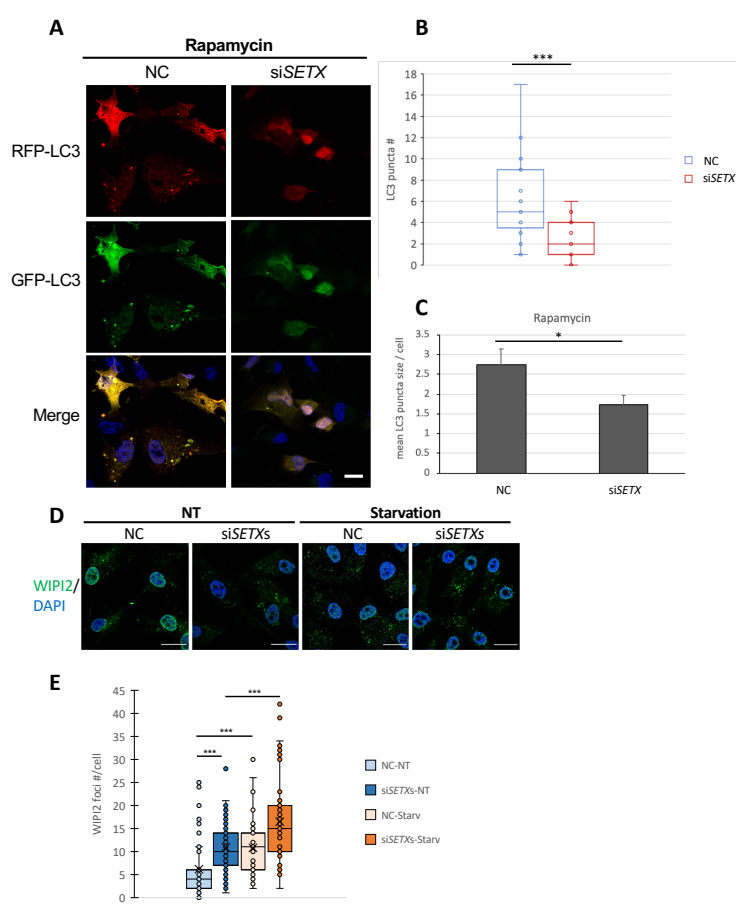 A
Rapamycin
NC
siSETX
RFP-LC3
GFP-LC3
Merge
B
***
LC3 puncta #
18
16
14
12
10
8
6
4
2
0
NC
siSETX
C
Rapamycin
*
mean LC3 puncta size / cell
3.5
3
2.5
2
1.5
1
0.5
0
NC
siSETX
D
NT
Starvation
NC
siSETXs
NC
siSETXs
WIPI2/
DAPI
E
WIPI2 foci #/cell
45
40
35
30
25
20
15
10
5
0
***
***
***
NC-NT
siSETXs-NT
NC-Starv
siSETXs-Starv